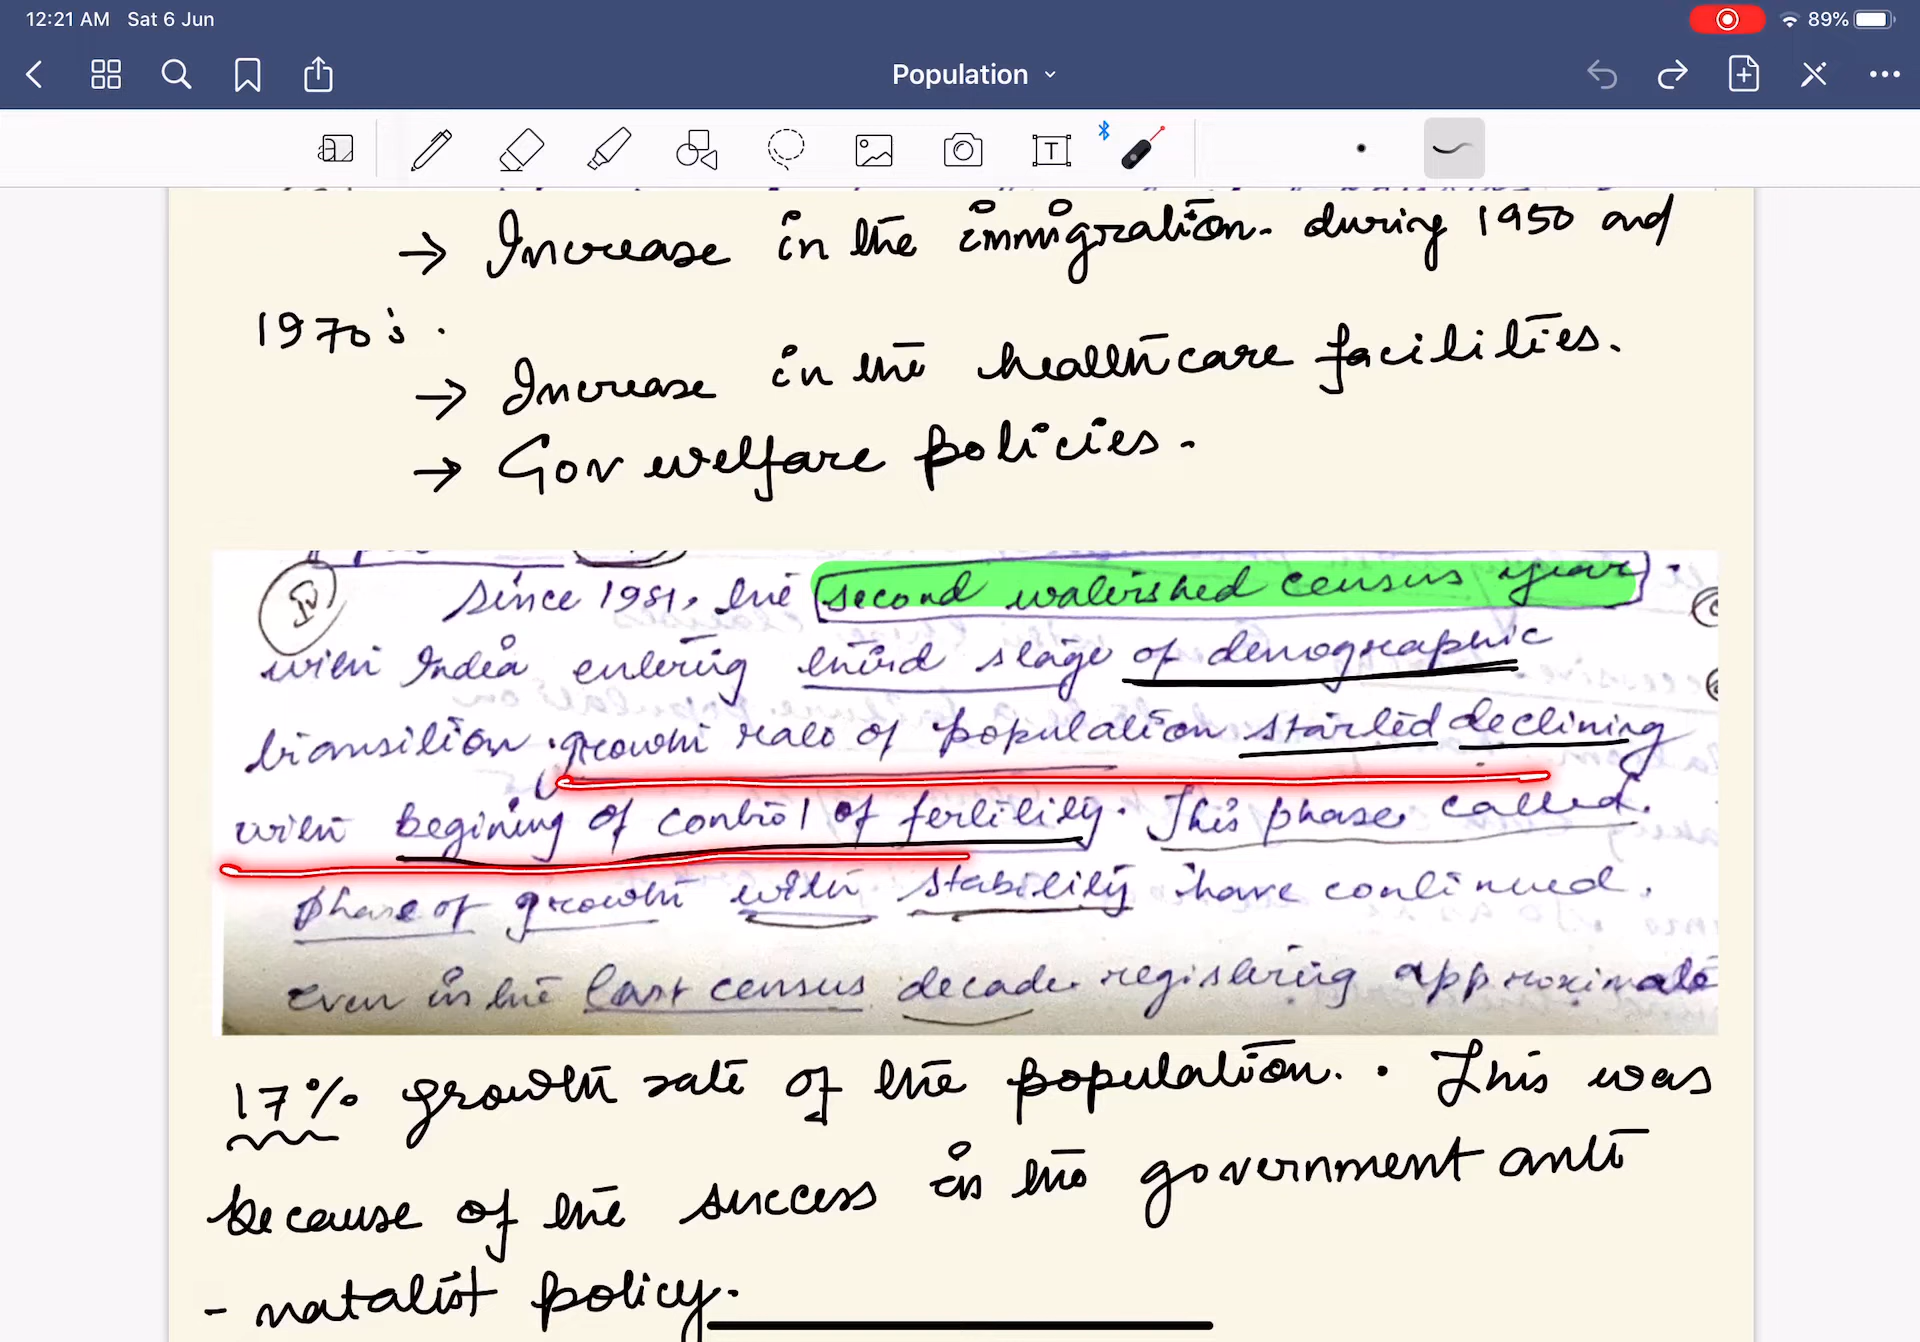 12:21 AM Sat 6 Jun
89%
Population
T
→ Increase in the immigration. during 1950 and
1970's.
→ Increase in the healthcare facilities.
→ Gov welfare policies.
IV Since 1981, the second watershed census year.
with India entering third stage of demographic
transition. growth rate of population started declining
with begining of control of fertility. This phase called.
phase of growth with stability have continued.
even in the last census decade registering approximate
17% growth rate of the population. . This was
because of the success in the government anti
- natalist policy.